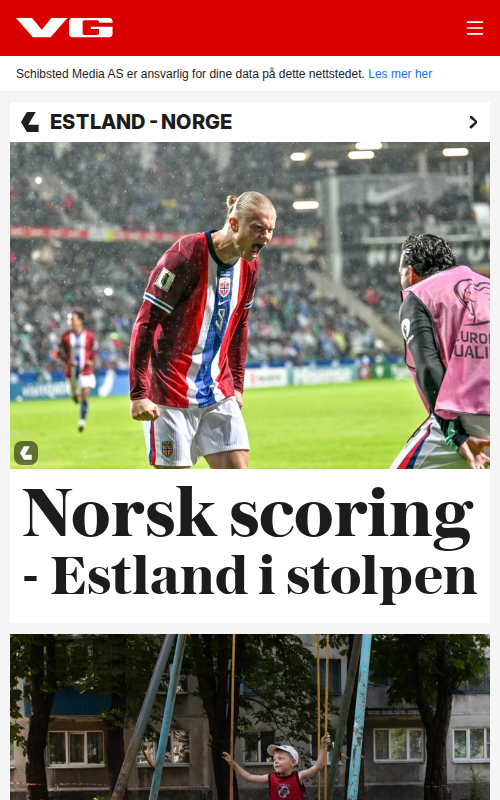 VG
Schibsted Media AS er ansvarlig for dine data på dette nettstedet. Les mer her
ESTLAND - NORGE
Norsk scoring
- Estland i stolpen